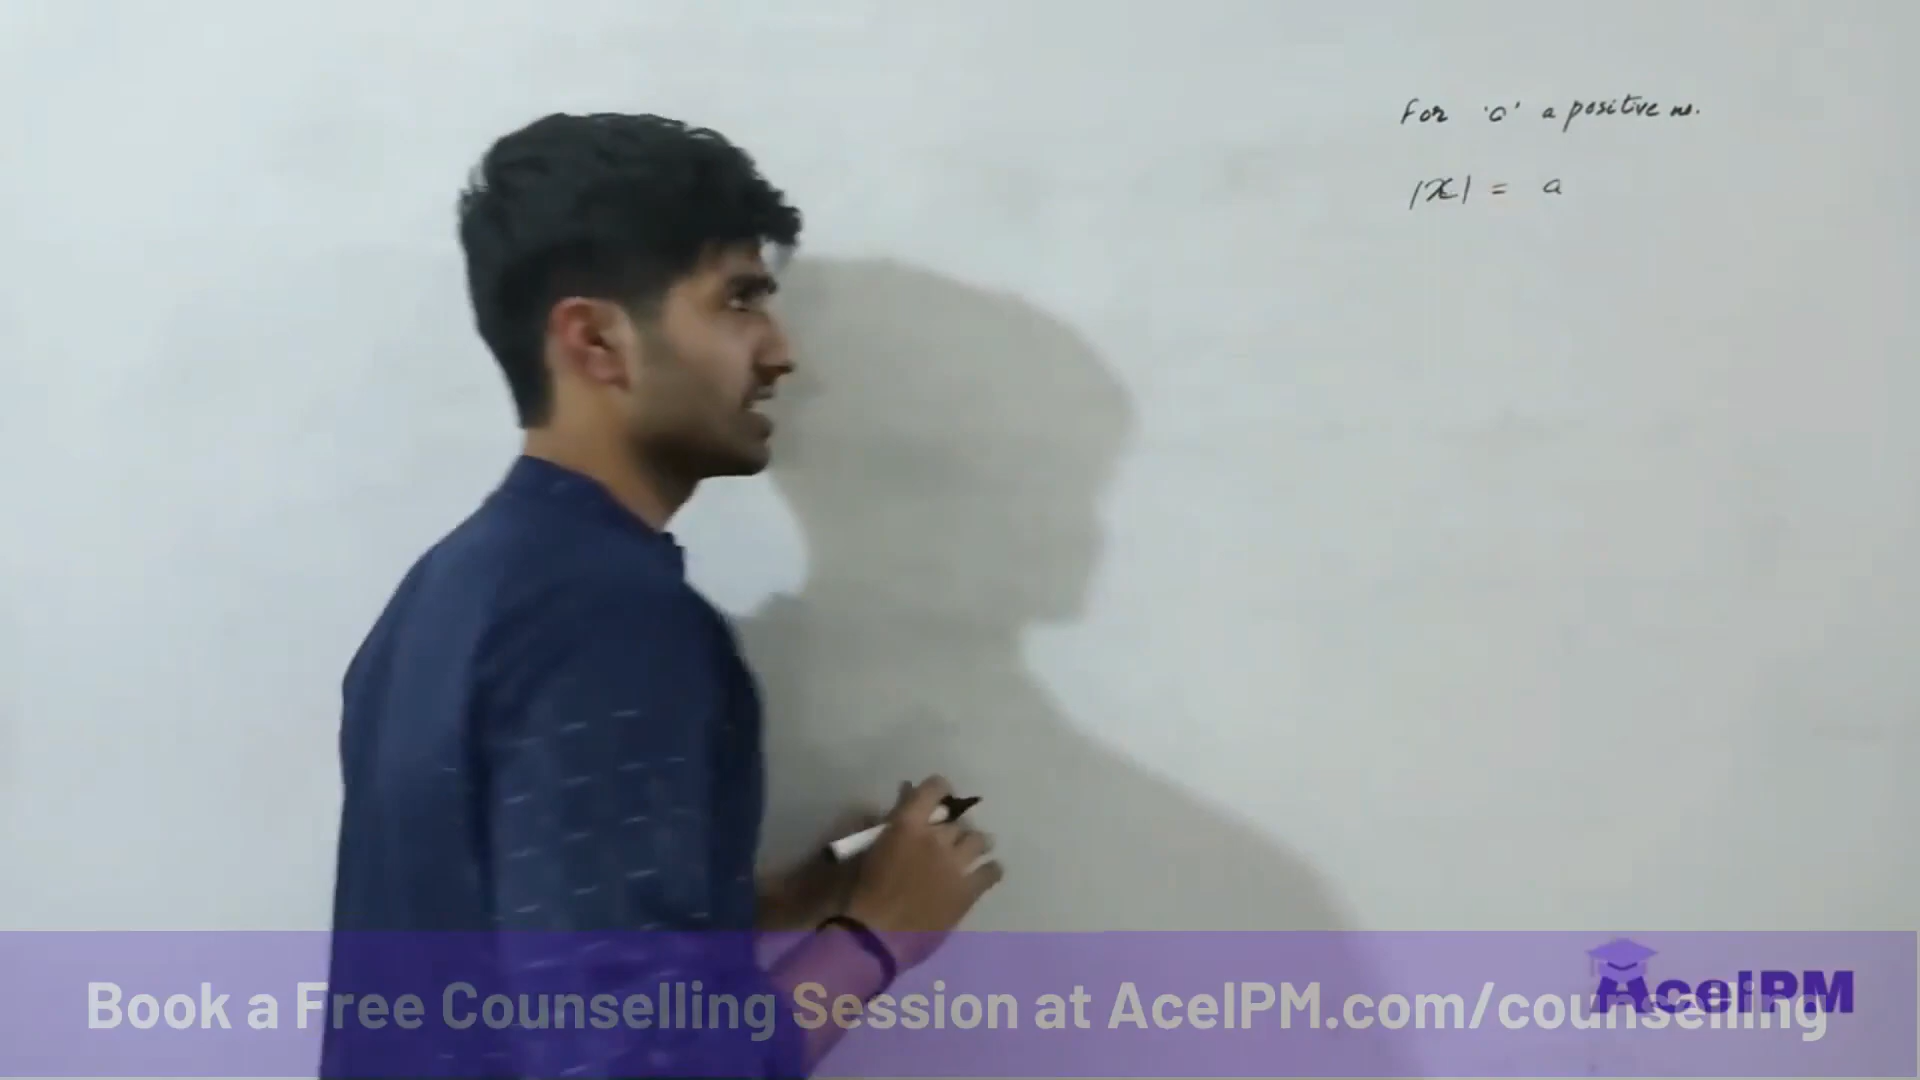 For 'a' a positive no.
|x| = a
Book a Free Counselling Session at AceIPM.com/counselling
AceIPM